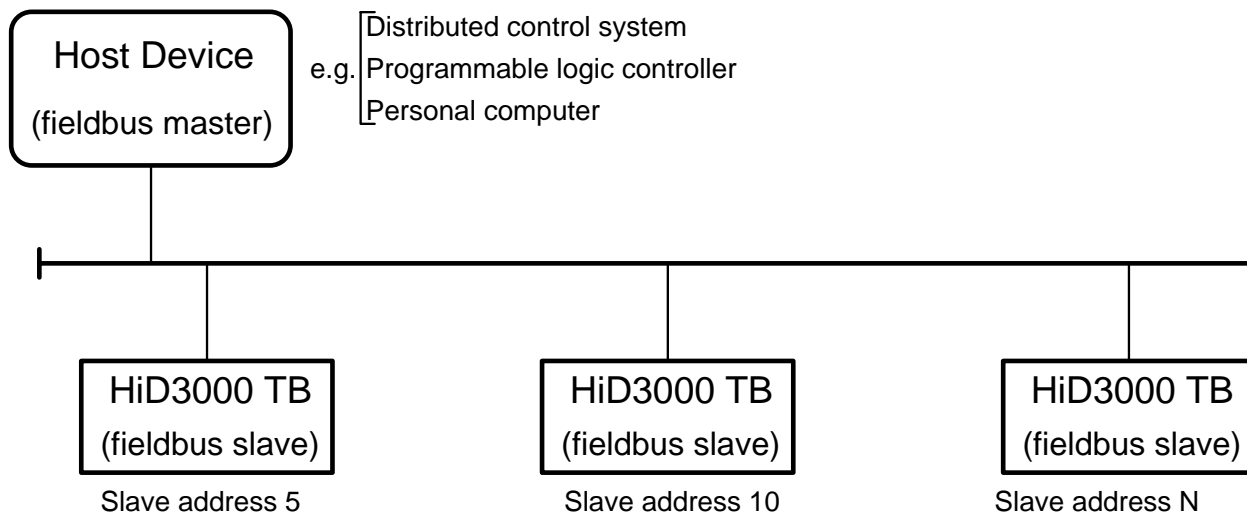 Host Device
(fieldbus master)
e.g.
Distributed control system
Programmable logic controller
Personal computer
HiD3000 TB
(fieldbus slave)
Slave address 5
HiD3000 TB
(fieldbus slave)
Slave address 10
HiD3000 TB
(fieldbus slave)
Slave address N